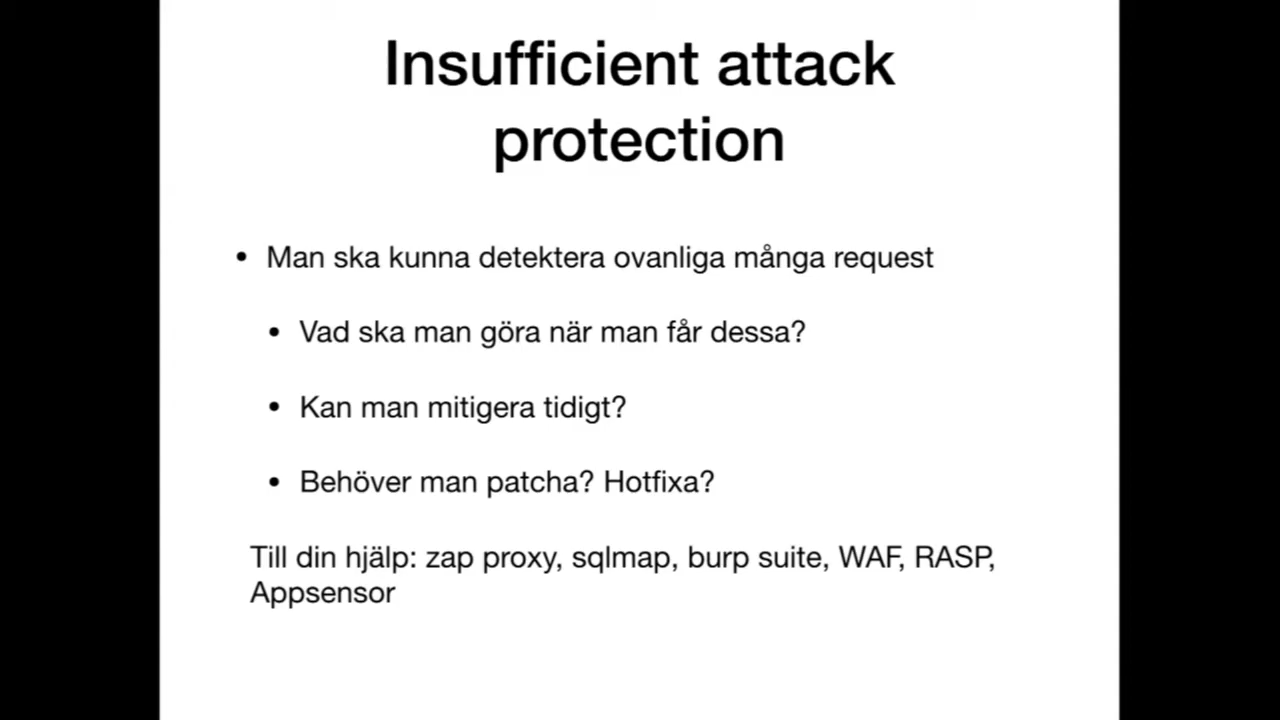 Insufficient attack
protection
• Man ska kunna detektera ovanliga många request
• Vad ska man göra när man får dessa?
• Kan man mitigera tidigt?
• Behöver man patcha? Hotfixa?
Till din hjälp: zap proxy, sqlmap, burp suite, WAF, RASP,
Appsensor